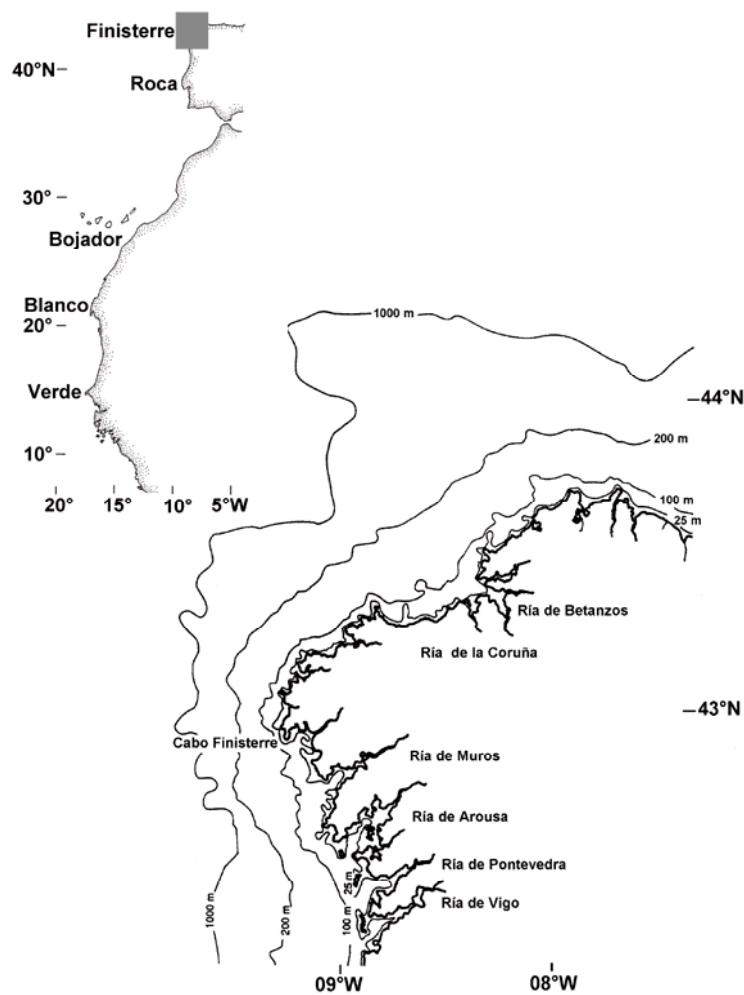 Finisterre
40°N
Roca
30°
Bojador
Blanco
20°
Verde
10°
20° 15° 10° 5°W
1000 m
44°N
200 m
100 m
25 m
Ría de Betanzos
Ría de la Coruña
43°N
Cabo Finisterre
Ría de Muros
Ría de Arousa
Ría de Pontevedra
Ría de Vigo
1000 m
200 m
100 m
25 m
09°W 08°W